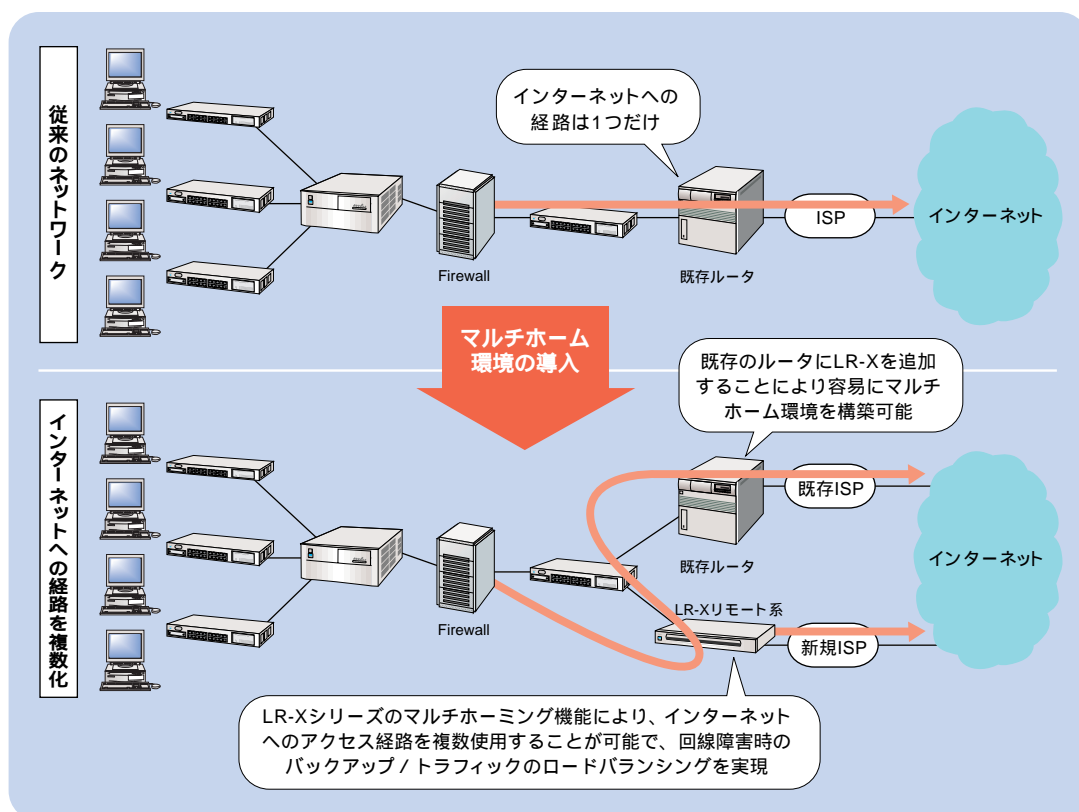 従来のネットワーク
インターネットへの
経路は1つだけ
Firewall
既存ルータ
ISP
インターネット
マルチホーム
環境の導入
インターネットへの経路を複数化
既存のルータにLR-Xを追加
することにより容易にマルチ
ホーム環境を構築可能
Firewall
既存ルータ
既存ISP
LR-Xリモート系
新規ISP
インターネット
LR-Xシリーズのマルチホーミング機能により、インターネット
へのアクセス経路を複数使用することが可能で、回線障害時の
バックアップ / トラフィックのロードバランシングを実現